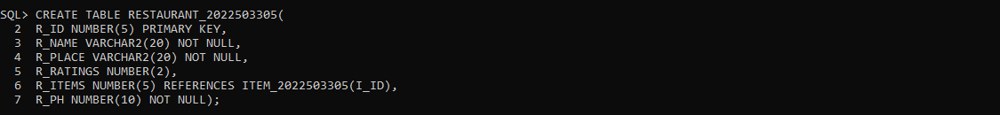 SQL> CREATE TABLE RESTAURANT_2022503305(
  2  R_ID NUMBER(5) PRIMARY KEY,
  3  R_NAME VARCHAR2(20) NOT NULL,
  4  R_PLACE VARCHAR2(20) NOT NULL,
  5  R_RATINGS NUMBER(2),
  6  R_ITEMS NUMBER(5) REFERENCES ITEM_2022503305(I_ID),
  7  R_PH NUMBER(10) NOT NULL);